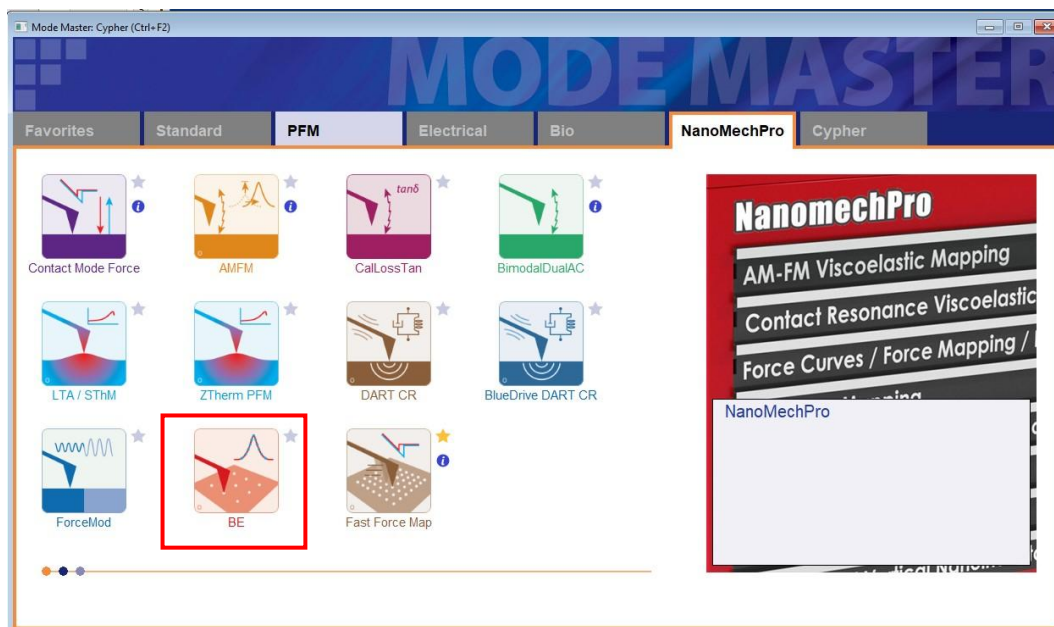 Mode Master: Cypher (Ctrl+F2)
MODE MASTER
Favorites
Standard
PFM
Electrical
Bio
NanoMechPro
Cypher
tanδ
Contact Mode Force
AMFM
CalLossTan
BimodalDualAC
LTA / SThM
ZTherm PFM
DART CR
BlueDrive DART CR
ForceMod
BE
Fast Force Map
NanomechPro
AM-FM Viscoelastic Mapping
Contact Resonance Viscoelastic
Force Curves / Force Mapping /
NanoMechPro